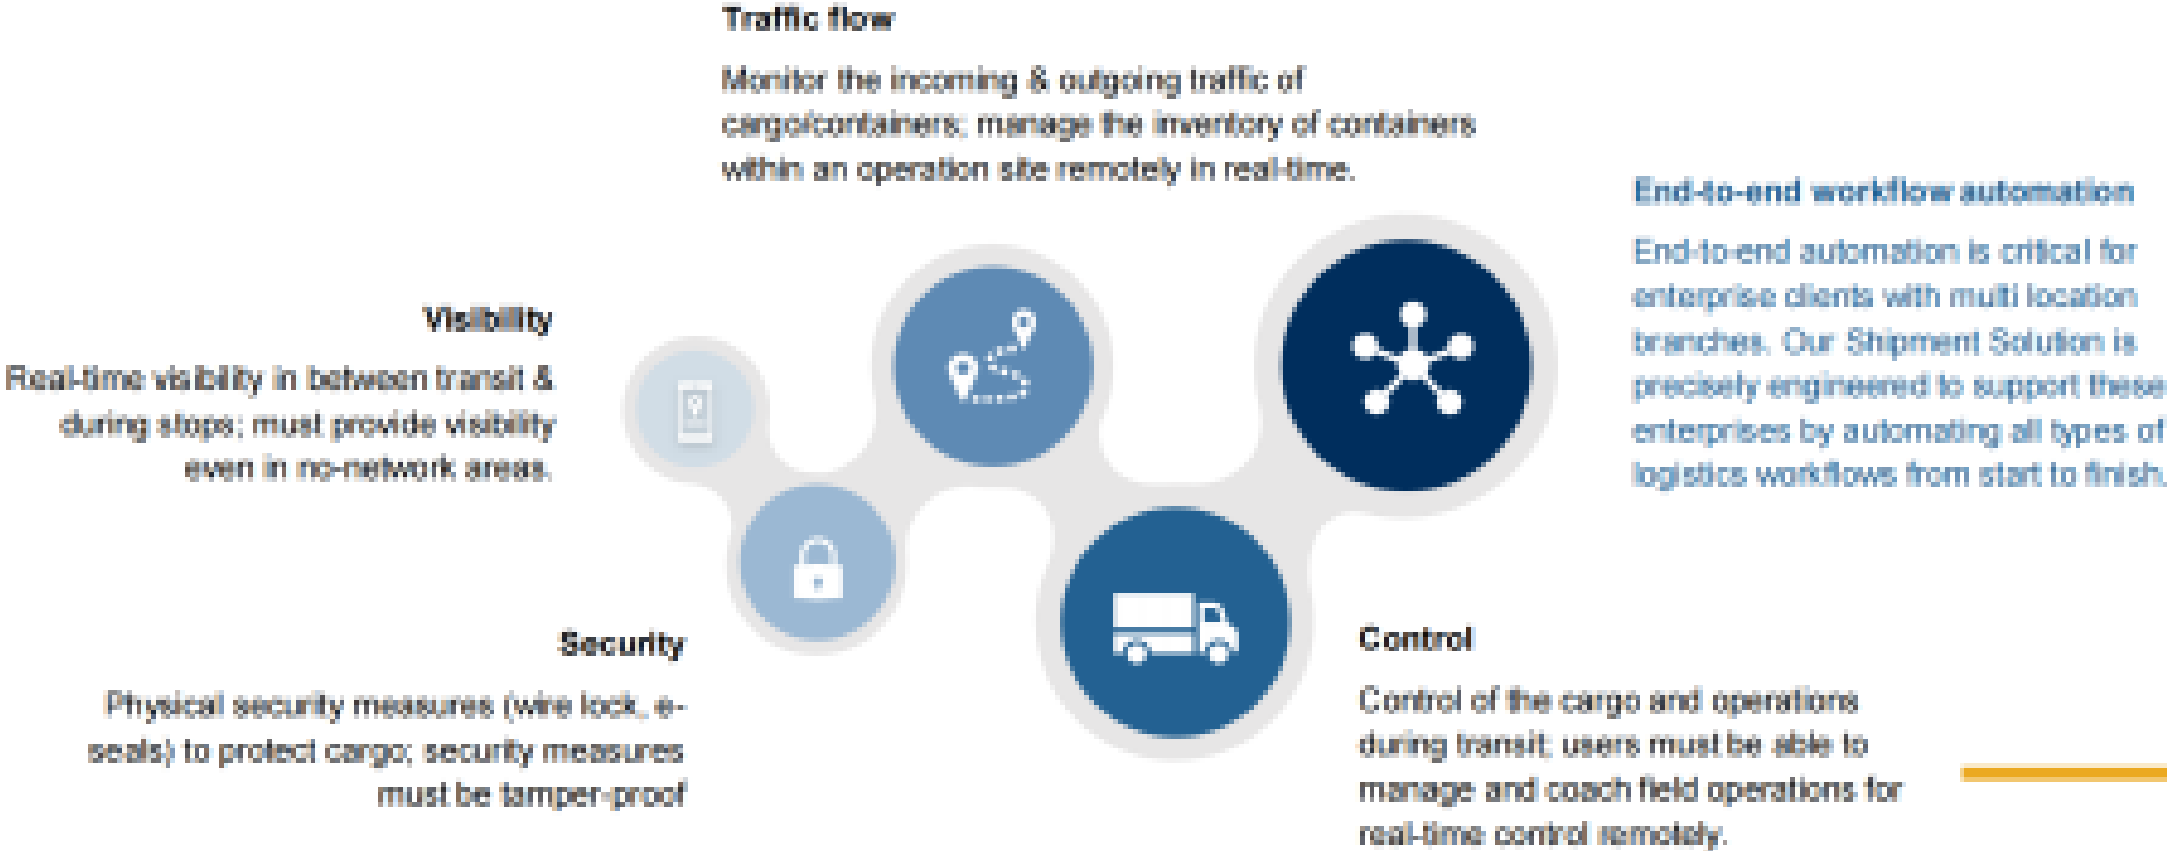 Traffic flow
Monitor the incoming & outgoing traffic of
cargo/containers; manage the inventory of containers
within an operation site remotely in real-time.
End-to-end workflow automation
End-to-end automation is critical for
enterprise clients with multi location
branches. Our Shipment Solution is
precisely engineered to support these
enterprises by automating all types of
logistics workflows from start to finish.
Visibility
Real-time visibility in between transit &
during stops; must provide visibility
even in no-network areas.
Security
Physical security measures (wire lock, e-
seals) to protect cargo; security measures
must be tamper-proof
Control
Control of the cargo and operations
during transit; users must be able to
manage and coach field operations for
real-time control remotely.